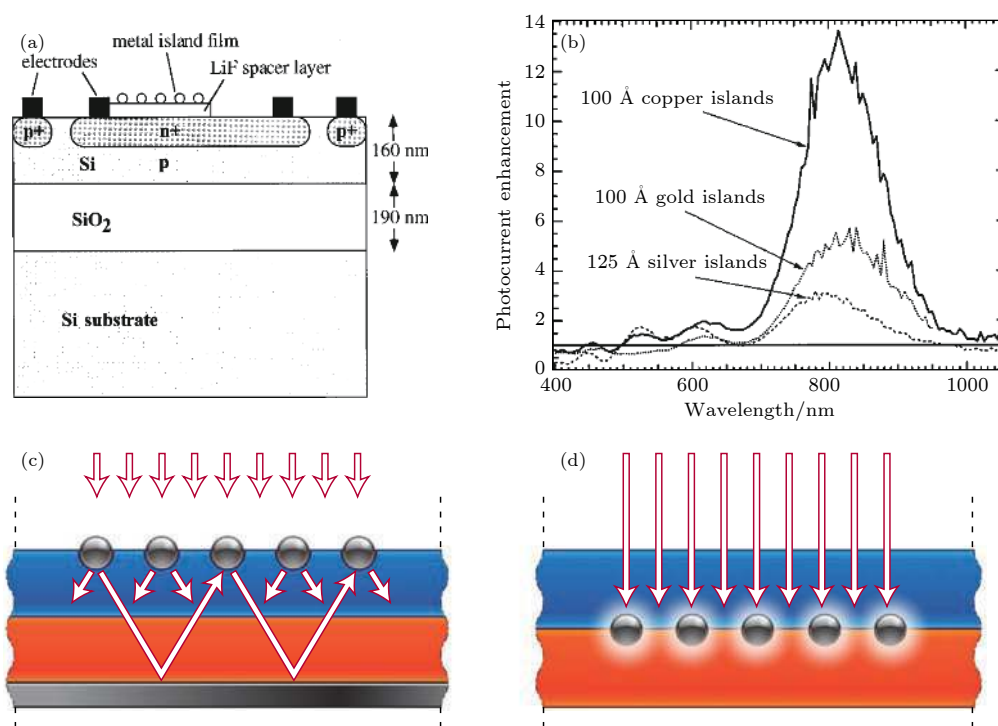 (a)
metal island film
electrodes
LiF spacer layer
p+
n+
p+
Si
p
160 nm
SiO₂
190 nm
Si substrate
(b)
Photocurrent enhancement
14
12
10
8
6
4
2
0
100 Å copper islands
100 Å gold islands
125 Å silver islands
400
600
800
1000
Wavelength/nm
(c)
(d)